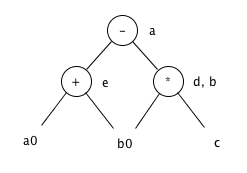 - a
+ e * d, b
a0 b0 c